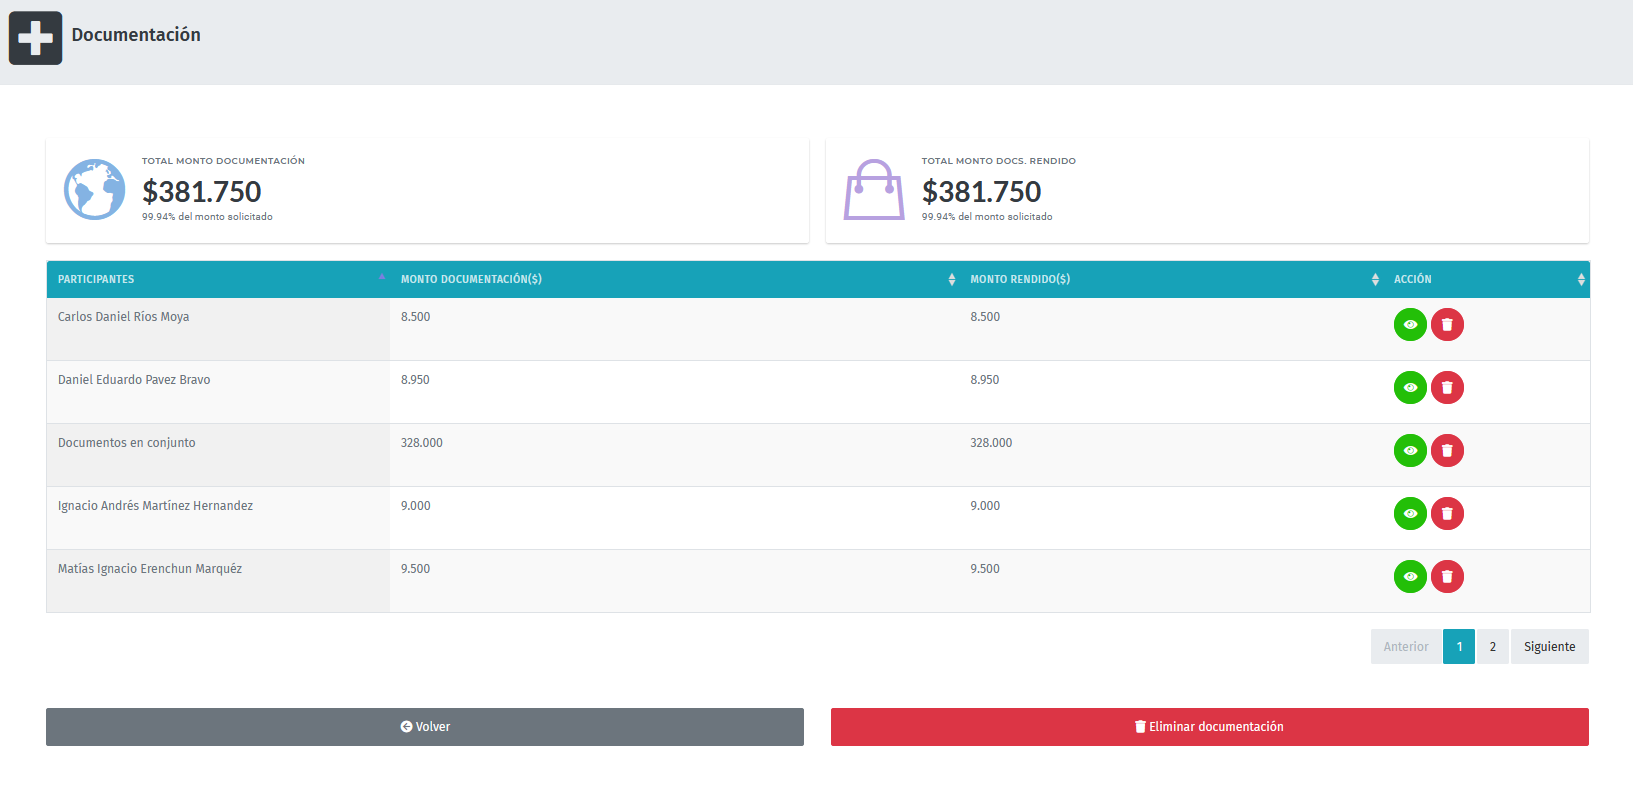 Documentación
TOTAL MONTO DOCUMENTACIÓN
$381.750
99.94% del monto solicitado
TOTAL MONTO DOCS. RENDIDO
$381.750
99.94% del monto solicitado
PARTICIPANTES MONTO DOCUMENTACIÓN($) MONTO RENDIDO($) ACCIÓN
Carlos Daniel Ríos Moya 8.500 8.500
Daniel Eduardo Pavez Bravo 8.950 8.950
Documentos en conjunto 328.000 328.000
Ignacio Andrés Martínez Hernandez 9.000 9.000
Matías Ignacio Erenchun Marquéz 9.500 9.500
Anterior 1 2 Siguiente
Volver
Eliminar documentación